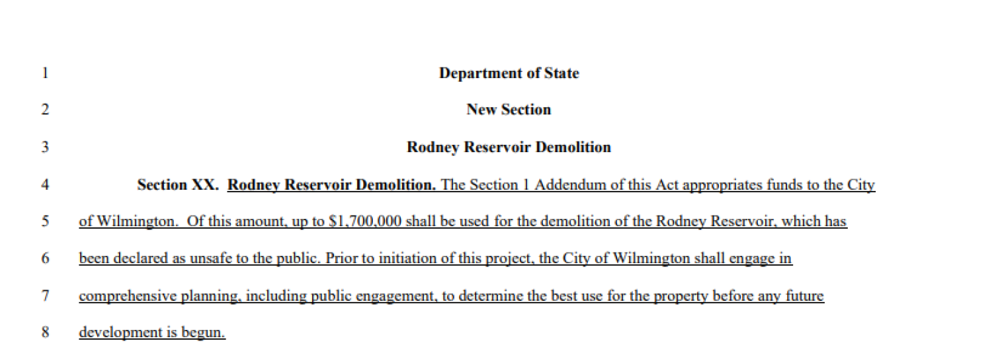 1 Department of State
2 New Section
3 Rodney Reservoir Demolition
4 Section XX. Rodney Reservoir Demolition. The Section 1 Addendum of this Act appropriates funds to the City
5 of Wilmington. Of this amount, up to $1,700,000 shall be used for the demolition of the Rodney Reservoir, which has
6 been declared as unsafe to the public. Prior to initiation of this project, the City of Wilmington shall engage in
7 comprehensive planning, including public engagement, to determine the best use for the property before any future
8 development is begun.